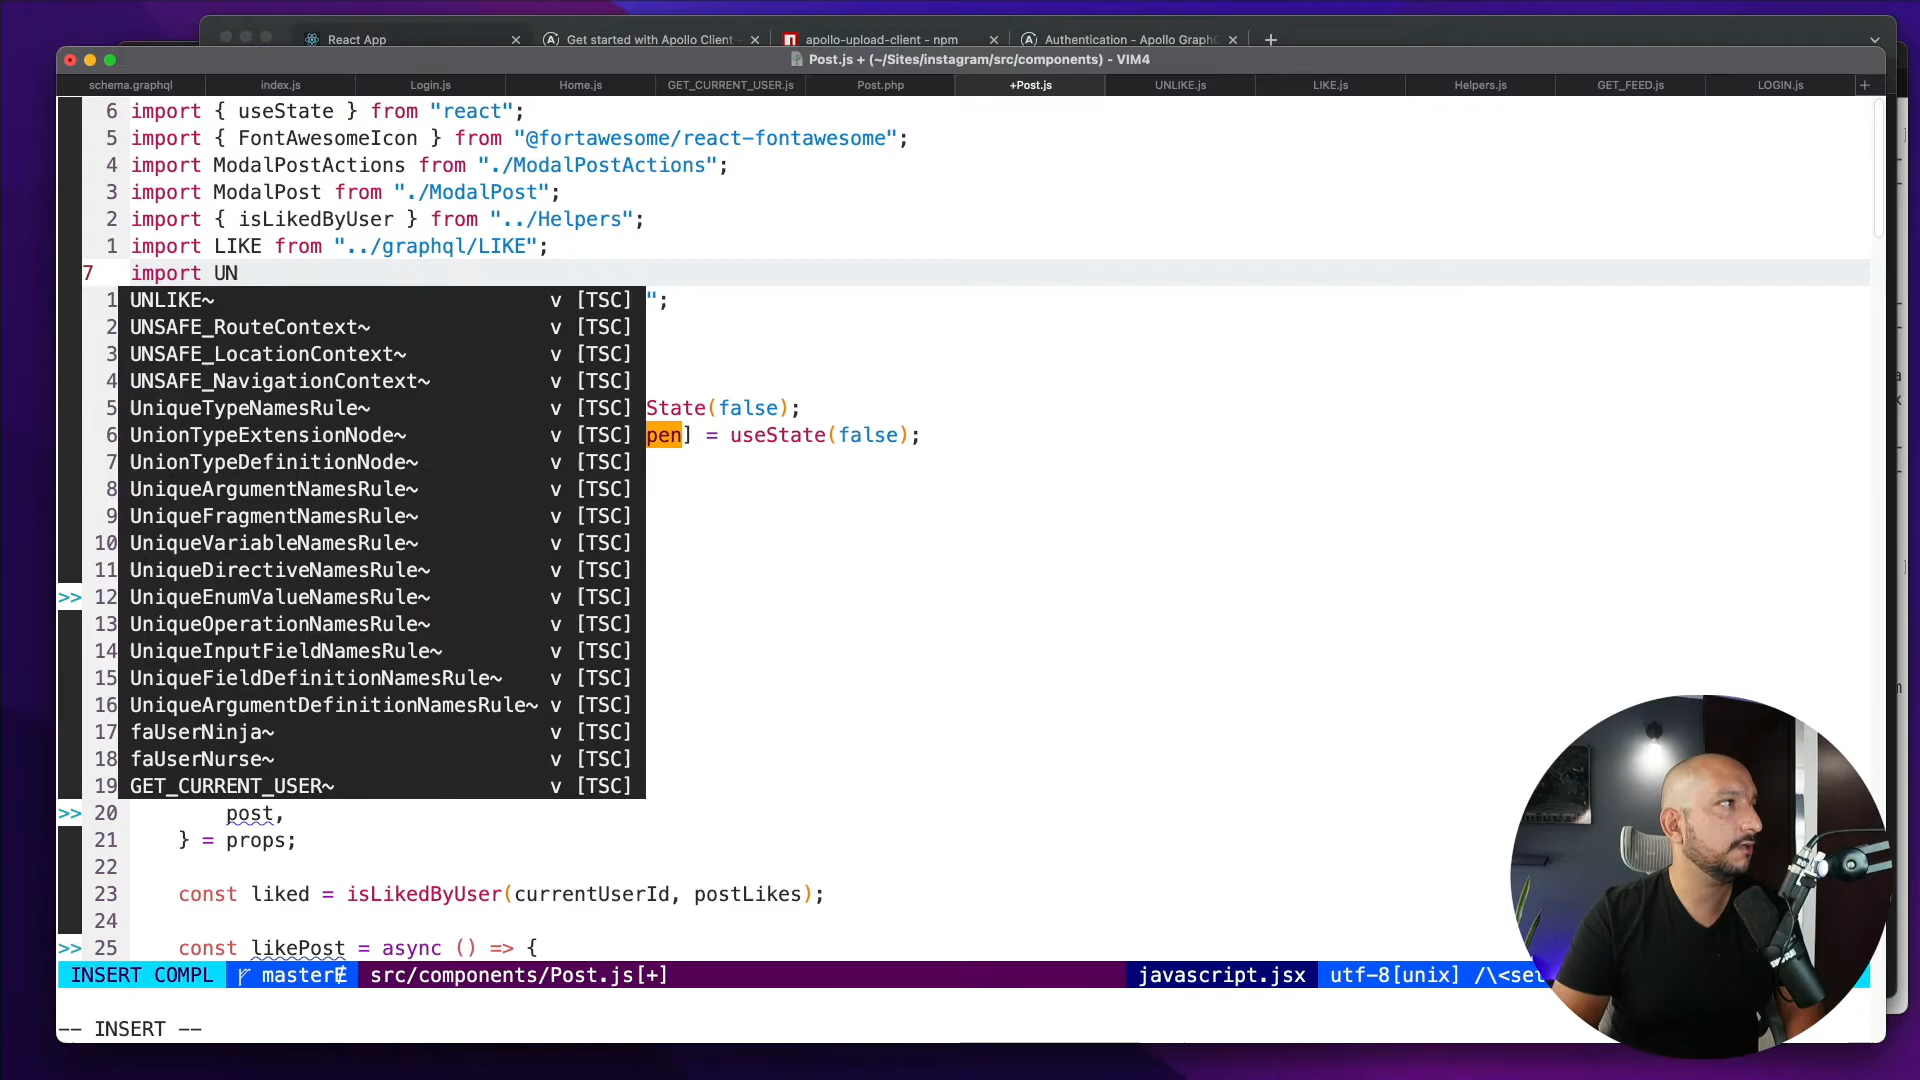 React App
Get started with Apollo Client -
apollo-upload-client - npm
Authentication - Apollo GraphQ
Post.js + (~/Sites/instagram/src/components) - VIM4
schema.graphql
index.js
Login.js
Home.js
GET_CURRENT_USER.js
Post.php
+Post.js
UNLIKE.js
LIKE.js
Helpers.js
GET_FEED.js
LOGIN.js
6 import { useState } from "react";
5 import { FontAwesomeIcon } from "@fortawesome/react-fontawesome";
4 import ModalPostActions from "./ModalPostActions";
3 import ModalPost from "./ModalPost";
2 import { isLikedByUser } from "../Helpers";
1 import LIKE from "../graphql/LIKE";
7 import UN
1 UNLIKE~ v [TSC] ";
2 UNSAFE_RouteContext~ v [TSC]
3 UNSAFE_LocationContext~ v [TSC]
4 UNSAFE_NavigationContext~ v [TSC]
5 UniqueTypeNamesRule~ v [TSC] State(false);
6 UnionTypeExtensionNode~ v [TSC] pen] = useState(false);
7 UnionTypeDefinitionNode~ v [TSC]
8 UniqueArgumentNamesRule~ v [TSC]
9 UniqueFragmentNamesRule~ v [TSC]
10 UniqueVariableNamesRule~ v [TSC]
11 UniqueDirectiveNamesRule~ v [TSC]
>> 12 UniqueEnumValueNamesRule~ v [TSC]
13 UniqueOperationNamesRule~ v [TSC]
14 UniqueInputFieldNamesRule~ v [TSC]
15 UniqueFieldDefinitionNamesRule~ v [TSC]
16 UniqueArgumentDefinitionNamesRule~ v [TSC]
17 faUserNinja~ v [TSC]
18 faUserNurse~ v [TSC]
19 GET_CURRENT_USER~ v [TSC]
>> 20 post,
21 } = props;
22
23 const liked = isLikedByUser(currentUserId, postLikes);
24
>> 25 const likePost = async () => {
INSERT COMPL master src/components/Post.js[+] javascript.jsx utf-8[unix] /\<set
-- INSERT --